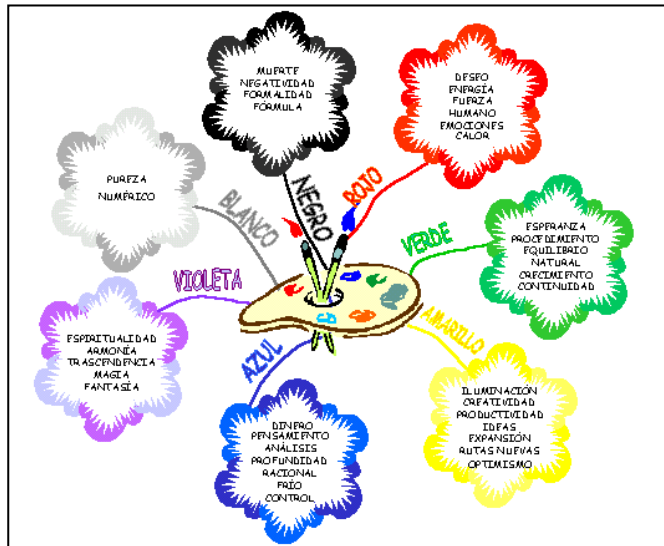 NEGRO
MUERTE
NEGATIVIDAD
FORMALIDAD
FÓRMULA
ROJO
DESEO
ENERGÍA
FUERZA
HUMANO
EMOCIONES
CALOR
VERDE
ESPERANZA
PROCEDIMIENTO
EQUILIBRIO
NATURAL
CRECIMIENTO
CONTINUIDAD
AMARILLO
ILUMINACIÓN
CREATIVIDAD
PRODUCTIVIDAD
IDEAS
EXPANSIÓN
RUTAS NUEVAS
OPTIMISMO
AZUL
DINERO
PENSAMIENTO
ANÁLISIS
PROFUNDIDAD
RACIONAL
FRÍO
CONTROL
VIOLETA
ESPIRITUALIDAD
ARMONÍA
TRASCENDENCIA
MAGIA
FANTASÍA
BLANCO
PUREZA
NUMÉRICO